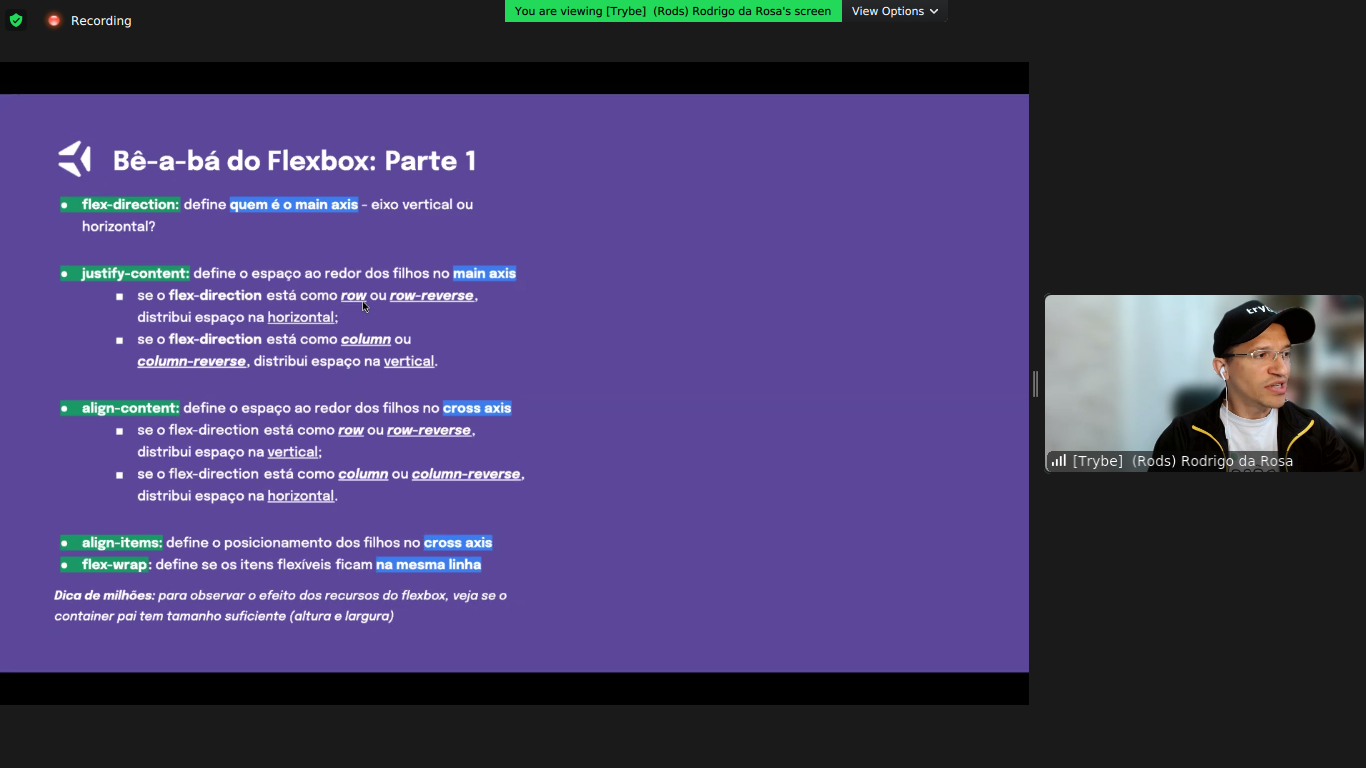 Recording
You are viewing [Trybe] (Rods) Rodrigo da Rosa's screen
View Options
Bê-a-bá do Flexbox: Parte 1
● flex-direction: define quem é o main axis - eixo vertical ou
horizontal?
● justify-content: define o espaço ao redor dos filhos no main axis
■ se o flex-direction está como row ou row-reverse,
distribui espaço na horizontal;
■ se o flex-direction está como column ou
column-reverse, distribui espaço na vertical.
● align-content: define o espaço ao redor dos filhos no cross axis
■ se o flex-direction está como row ou row-reverse,
distribui espaço na vertical;
■ se o flex-direction está como column ou column-reverse,
distribui espaço na horizontal.
● align-items: define o posicionamento dos filhos no cross axis
● flex-wrap: define se os itens flexíveis ficam na mesma linha
Dica de milhões: para observar o efeito dos recursos do flexbox, veja se o
container pai tem tamanho suficiente (altura e largura)
[Trybe] (Rods) Rodrigo da Rosa